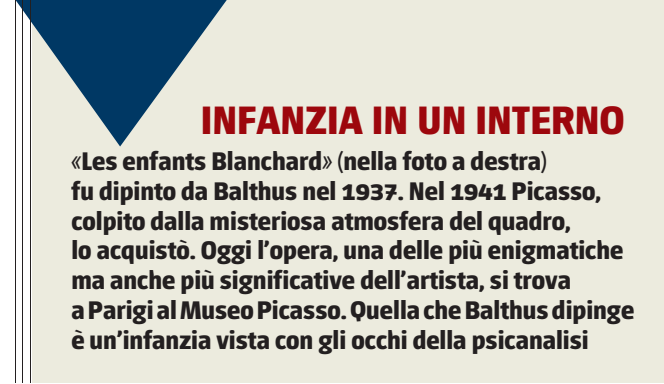 INFANZIA IN UN INTERNO
«Les enfants Blanchard» (nella foto a destra)
fu dipinto da Balthus nel 1937. Nel 1941 Picasso,
colpito dalla misteriosa atmosfera del quadro,
lo acquistò. Oggi l'opera, una delle più enigmatiche
ma anche più significative dell'artista, si trova
a Parigi al Museo Picasso. Quella che Balthus dipinge
è un'infanzia vista con gli occhi della psicanalisi